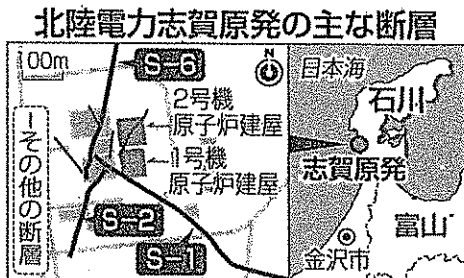 北陸電力志賀原発の主な断層
00m
S-6
N
2号機
原子炉建屋
1号機
原子炉建屋
その他の断層
S-2
S-1
日本海
石川
志賀原発
富山
金沢市